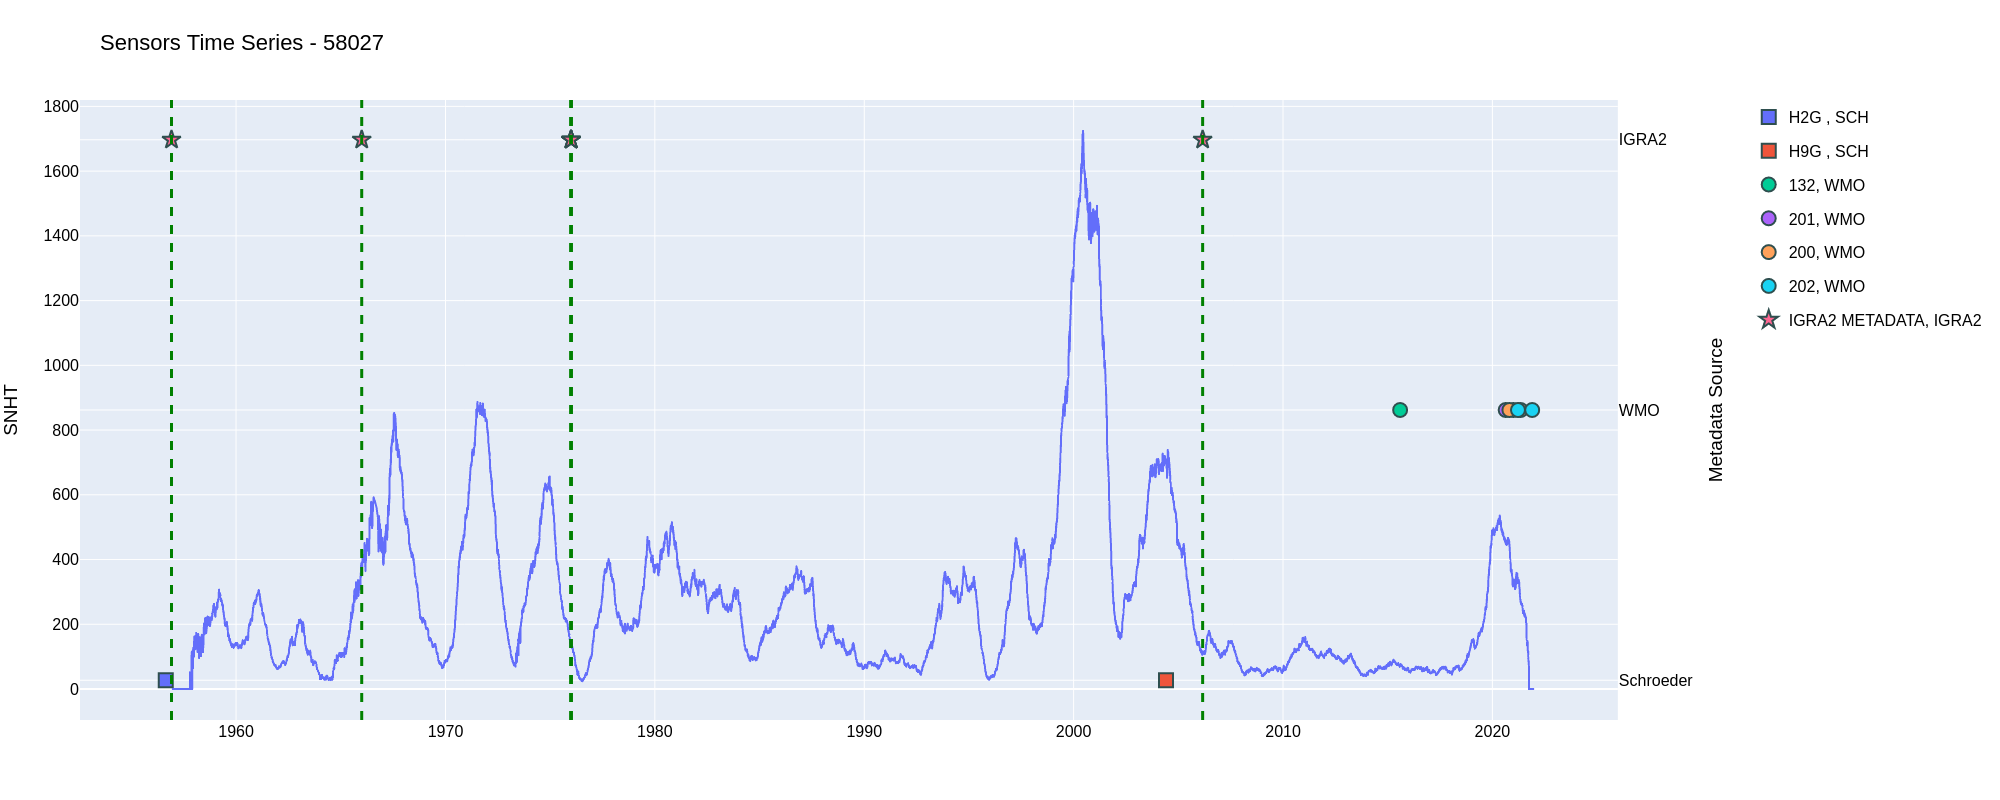 Sensors Time Series - 58027
SNHT
1800
1600
1400
1200
1000
800
600
400
200
0
1960
1970
1980
1990
2000
2010
2020
IGRA2
WMO
Schroeder
Metadata Source
H2G , SCH
H9G , SCH
132, WMO
201, WMO
200, WMO
202, WMO
IGRA2 METADATA, IGRA2